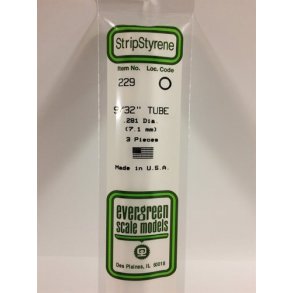 StripStyrene
Item No. Loc. Code
229
9/32" TUBE
.281 Dia.
(7.1 mm)
3 Pieces
Made in U.S.A.
evergreen
scale models
Des Plaines, IL 60018